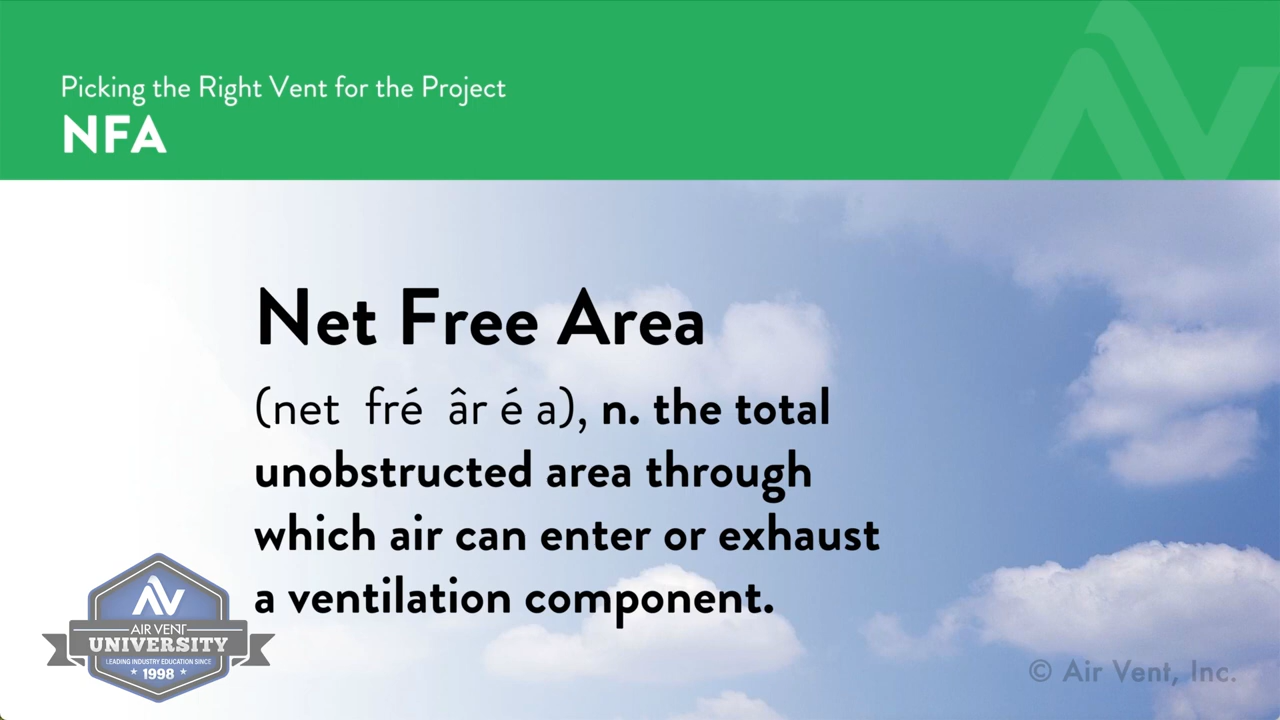 Picking the Right Vent for the Project
NFA
Net Free Area
(net fré âr é a), n. the total
unobstructed area through
which air can enter or exhaust
a ventilation component.
AIR VENT
UNIVERSITY
LEADING INDUSTRY EDUCATION SINCE
1998
© Air Vent, Inc.